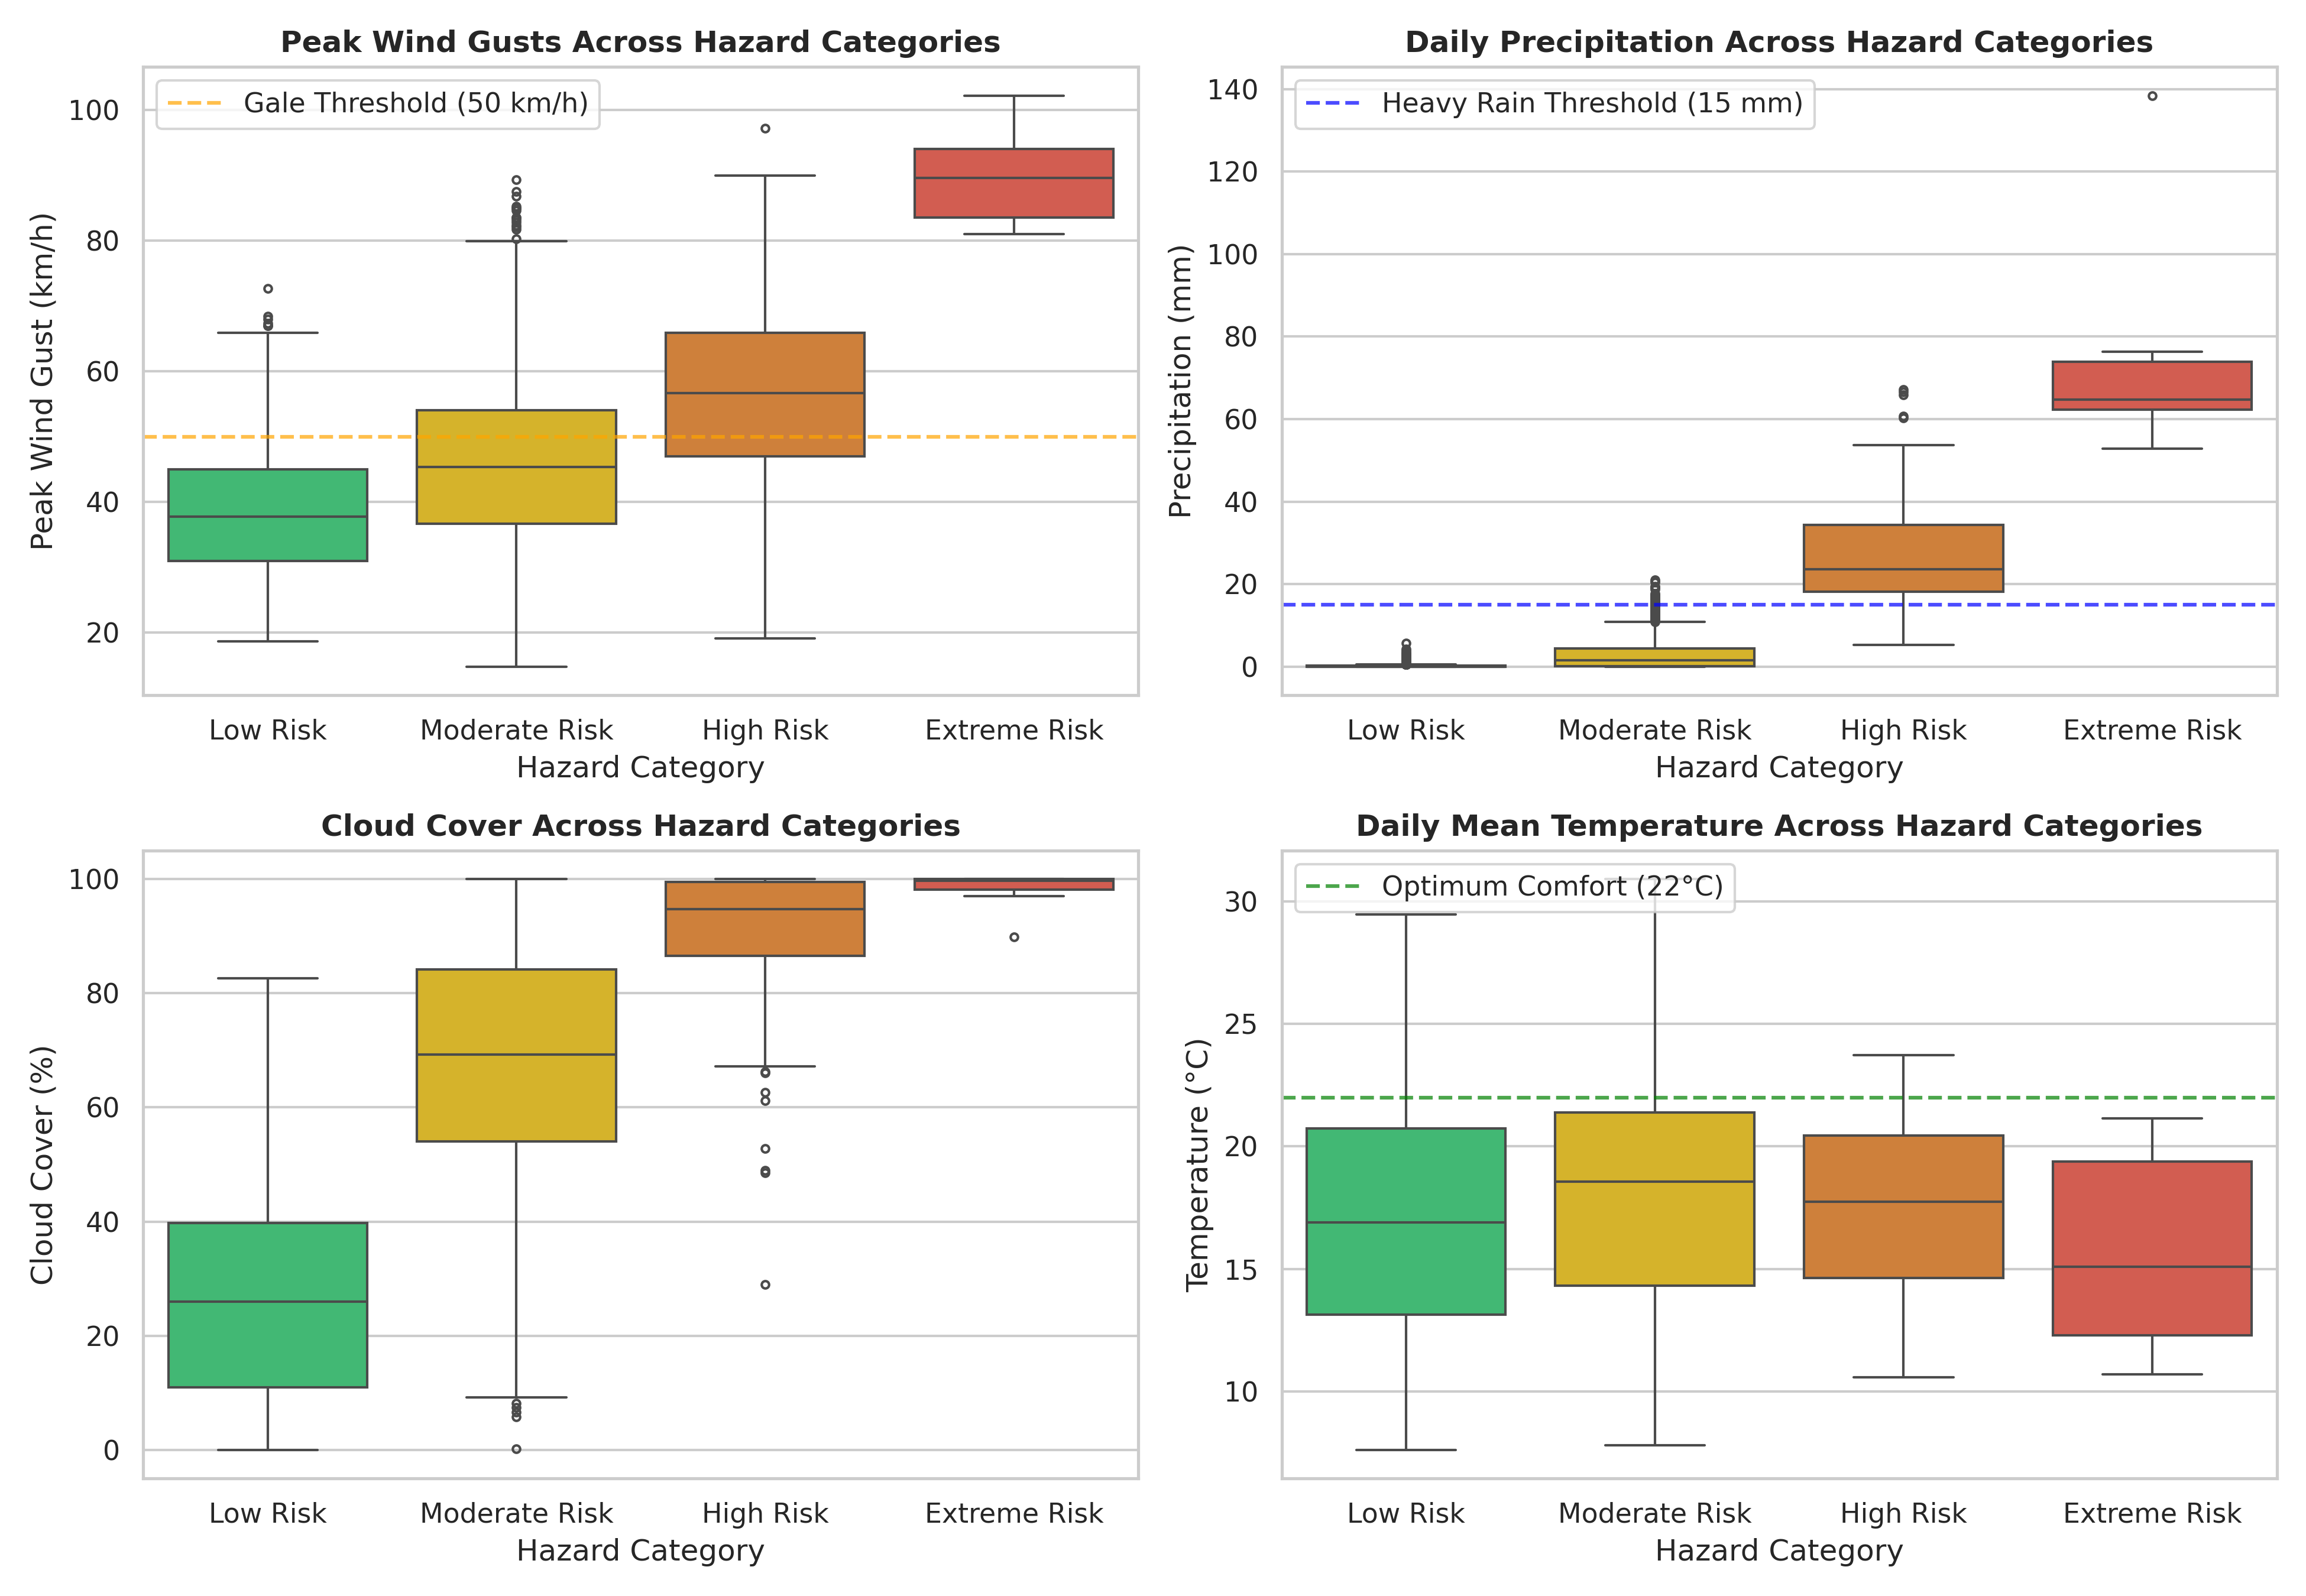 Peak Wind Gusts Across Hazard Categories
Gale Threshold (50 km/h)
Peak Wind Gust (km/h)
100
80
60
40
20
Low Risk Moderate Risk High Risk Extreme Risk
Hazard Category
Daily Precipitation Across Hazard Categories
Heavy Rain Threshold (15 mm)
Precipitation (mm)
140
120
100
80
60
40
20
0
Low Risk Moderate Risk High Risk Extreme Risk
Hazard Category
Cloud Cover Across Hazard Categories
Cloud Cover (%)
100
80
60
40
20
0
Low Risk Moderate Risk High Risk Extreme Risk
Hazard Category
Daily Mean Temperature Across Hazard Categories
Optimum Comfort (22°C)
Temperature (°C)
30
25
20
15
10
Low Risk Moderate Risk High Risk Extreme Risk
Hazard Category